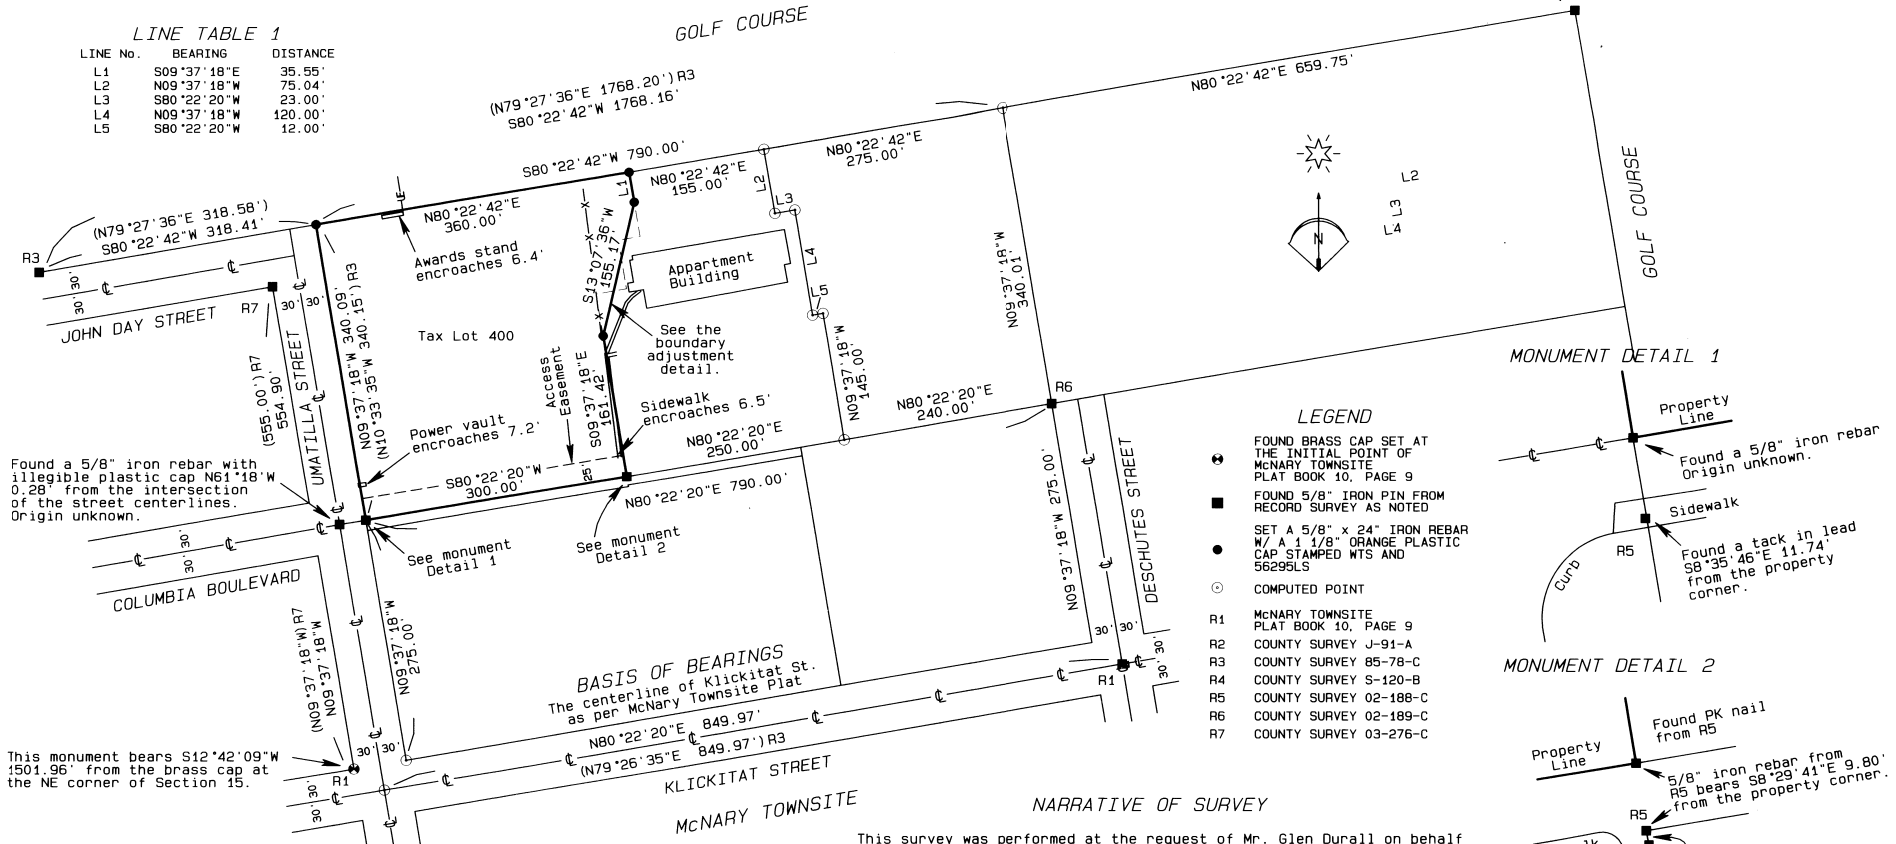 LINE TABLE 1
LINE No. BEARING DISTANCE
L1 S09°37'18"E 35.55'
L2 N09°37'18"W 75.04'
L3 S80°22'20"W 23.00'
L4 N09°37'18"W 120.00'
L5 S80°22'20"W 12.00'
GOLF COURSE
(N79°27'36"E 1768.20')R3
S80°22'42"W 1768.16'
N80°22'42"E 659.75'
S80°22'42"W 790.00'
N80°22'42"E
275.00'
N80°22'42"E
155.00'
L1
L2
L3
L4
L5
N80°22'42"E
360.00'
UE
(N79°27'36"E 318.58')
S80°22'42"W 318.41'
R3
30' 30'
JOHN DAY STREET
R7
30' 30'
Awards stand
encroaches 6.4'
S13°07'36"W
155.17'
Appartment
Building
N09°37'18"W
340.01'
N
L2
L3
L4
GOLF COURSE
UMATILLA STREET
(555.00')R7
554.90'
N09°37'18"W 340.09'
(N10°33'35"W 340.15')R3
Tax Lot 400
See the
boundary
adjustment
detail.
Access
Easement
S09°37'18"E
161.42'
Sidewalk
encroaches 6.5'
N09°37'18"W
145.00'
N80°22'20"E
240.00'
R6
Power vault
encroaches 7.2'
N80°22'20"E
250.00'
S80°22'20"W
300.00'
25'
N80°22'20"E 790.00'
Found a 5/8" iron rebar with
illegible plastic cap N61°18'W
0.28' from the intersection
of the street centerlines.
Origin unknown.
30' 30'
COLUMBIA BOULEVARD
See monument
Detail 1
See monument
Detail 2
N09°37'18"W 275.00'
DESCHUTES STREET
(N09°37'18"W)R7
N09°37'18"W
N09°37'18"W
275.00'
BASIS OF BEARINGS
The centerline of Klickitat St.
as per McNary Townsite Plat
N80°22'20"E 849.97'
(N79°26'35"E 849.97')R3
KLICKITAT STREET
30' 30'
30' 30'
R1
This monument bears S12°42'09"W
1501.96' from the brass cap at
the NE corner of Section 15.
30' 30'
R1
30' 30'
McNARY TOWNSITE
LEGEND
FOUND BRASS CAP SET AT
THE INITIAL POINT OF
McNARY TOWNSITE
PLAT BOOK 10, PAGE 9
FOUND 5/8" IRON PIN FROM
RECORD SURVEY AS NOTED
SET A 5/8" x 24" IRON REBAR
W/ A 1 1/8" ORANGE PLASTIC
CAP STAMPED WTS AND
56295LS
COMPUTED POINT
R1 McNARY TOWNSITE
PLAT BOOK 10, PAGE 9
R2 COUNTY SURVEY J-91-A
R3 COUNTY SURVEY 85-78-C
R4 COUNTY SURVEY S-120-B
R5 COUNTY SURVEY 02-188-C
R6 COUNTY SURVEY 02-189-C
R7 COUNTY SURVEY 03-276-C
MONUMENT DETAIL 1
Property
Line
Found a 5/8" iron rebar
Origin unknown.
Sidewalk
R5
Curb
Found a tack in lead
S8°35'46"E 11.74'
from the property
corner.
MONUMENT DETAIL 2
Found PK nail
from R5
Property
Line
5/8" iron rebar from
R5 bears S8°29'41"E 9.80'
from the property corner.
R5
NARRATIVE OF SURVEY
This survey was performed at the request of Mr. Glen Durall on behalf